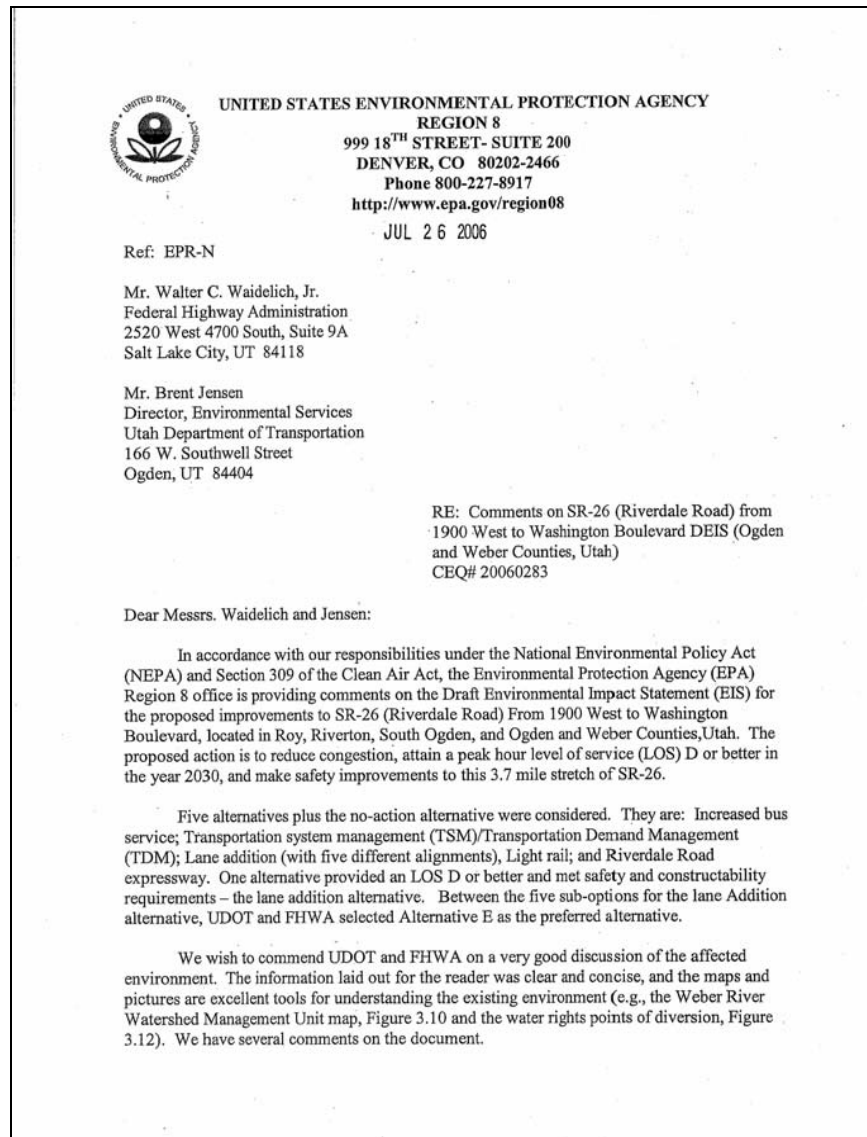 UNITED STATES ENVIRONMENTAL PROTECTION AGENCY
UNITED STATES ENVIRONMENTAL PROTECTION AGENCY
REGION 8
999 18TH STREET- SUITE 200
DENVER, CO 80202-2466
Phone 800-227-8917
http://www.epa.gov/region08
JUL 26 2006
Ref: EPR-N
Mr. Walter C. Waidelich, Jr.
Federal Highway Administration
2520 West 4700 South, Suite 9A
Salt Lake City, UT 84118
Mr. Brent Jensen
Director, Environmental Services
Utah Department of Transportation
166 W. Southwell Street
Ogden, UT 84404
RE: Comments on SR-26 (Riverdale Road) from
1900 West to Washington Boulevard DEIS (Ogden
and Weber Counties, Utah)
CEQ# 20060283
Dear Messrs. Waidelich and Jensen:
In accordance with our responsibilities under the National Environmental Policy Act
(NEPA) and Section 309 of the Clean Air Act, the Environmental Protection Agency (EPA)
Region 8 office is providing comments on the Draft Environmental Impact Statement (EIS) for
the proposed improvements to SR-26 (Riverdale Road) From 1900 West to Washington
Boulevard, located in Roy, Riverton, South Ogden, and Ogden and Weber Counties,Utah. The
proposed action is to reduce congestion, attain a peak hour level of service (LOS) D or better in
the year 2030, and make safety improvements to this 3.7 mile stretch of SR-26.
Five alternatives plus the no-action alternative were considered. They are: Increased bus
service; Transportation system management (TSM)/Transportation Demand Management
(TDM); Lane addition (with five different alignments), Light rail; and Riverdale Road
expressway. One alternative provided an LOS D or better and met safety and constructability
requirements – the lane addition alternative. Between the five sub-options for the lane Addition
alternative, UDOT and FHWA selected Alternative E as the preferred alternative.
We wish to commend UDOT and FHWA on a very good discussion of the affected
environment. The information laid out for the reader was clear and concise, and the maps and
pictures are excellent tools for understanding the existing environment (e.g., the Weber River
Watershed Management Unit map, Figure 3.10 and the water rights points of diversion, Figure
3.12). We have several comments on the document.